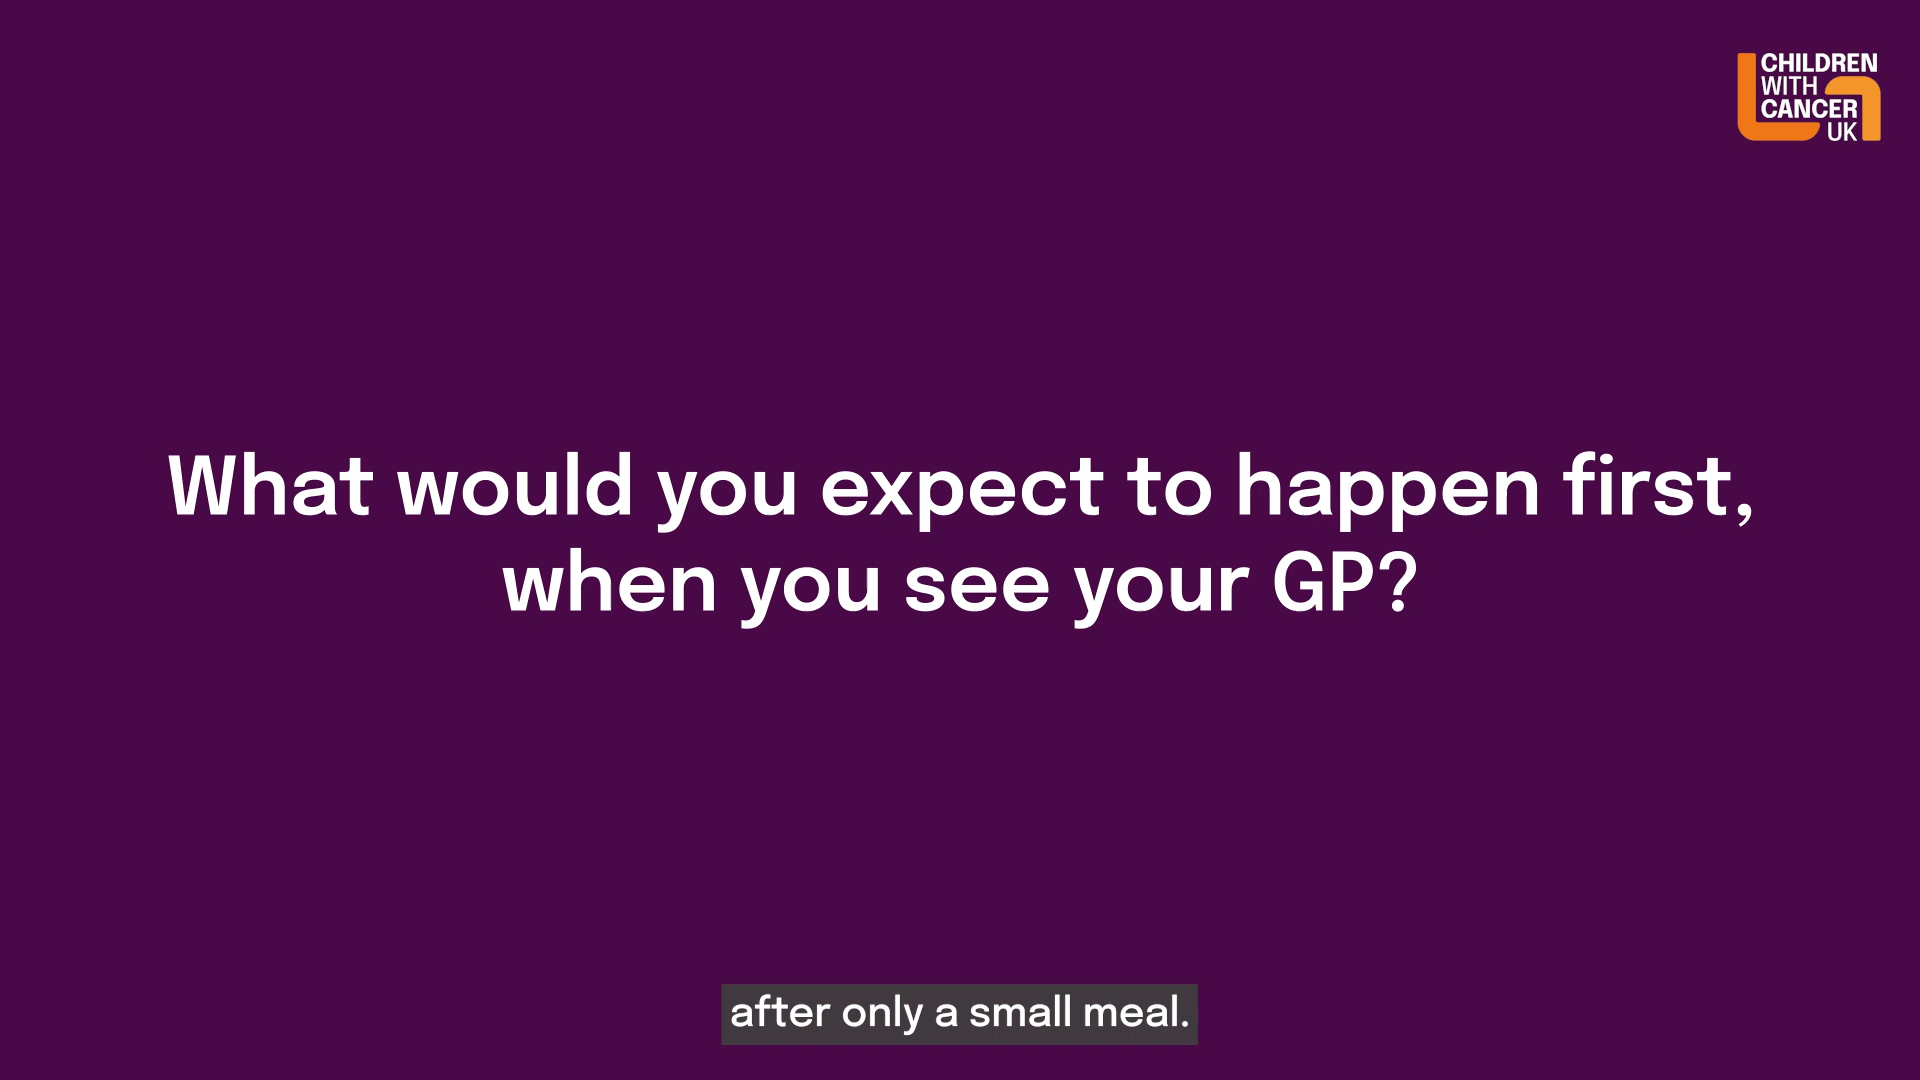 CHILDREN
WITH
CANCER
UK
What would you expect to happen first,
when you see your GP?
after only a small meal.